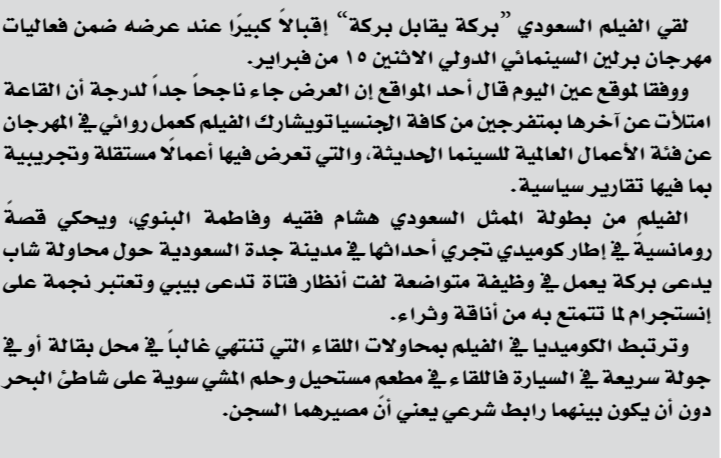 لقي الفيلم السعودي ”بركة يقابل بركة“ إقبالاً كبيرًا عند عرضه ضمن فعاليات
مهرجان برلين السينمائي الدولي الاثنين ١٥ من فبراير.
ووفقا لموقع عين اليوم قال أحد المواقع إن العرض جاء ناجحاً جداً لدرجة أن القاعة
امتلأت عن آخرها بمتفرجين من كافة الجنسياتويشارك الفيلم كعمل روائي في المهرجان
عن فئة الأعمال العالمية للسينما الحديثة، والتي تعرض فيها أعمالًا مستقلة وتجريبية
بما فيها تقارير سياسية.
الفيلم من بطولة الممثل السعودي هشام فقيه وفاطمة البنوي، ويحكي قصةً
رومانسيةً في إطار كوميدي تجري أحداثها في مدينة جدة السعودية حول محاولة شاب
يدعى بركة يعمل في وظيفة متواضعة لفت أنظار فتاة تدعى بيبي وتعتبر نجمة على
إنستجرام لما تتمتع به من أناقة وثراء.
وترتبط الكوميديا في الفيلم بمحاولات اللقاء التي تنتهي غالباً في محل بقالة أو في
جولة سريعة في السيارة فاللقاء في مطعم مستحيل وحلم المشي سوية على شاطئ البحر
دون أن يكون بينهما رابط شرعي يعني أنّ مصيرهما السجن.